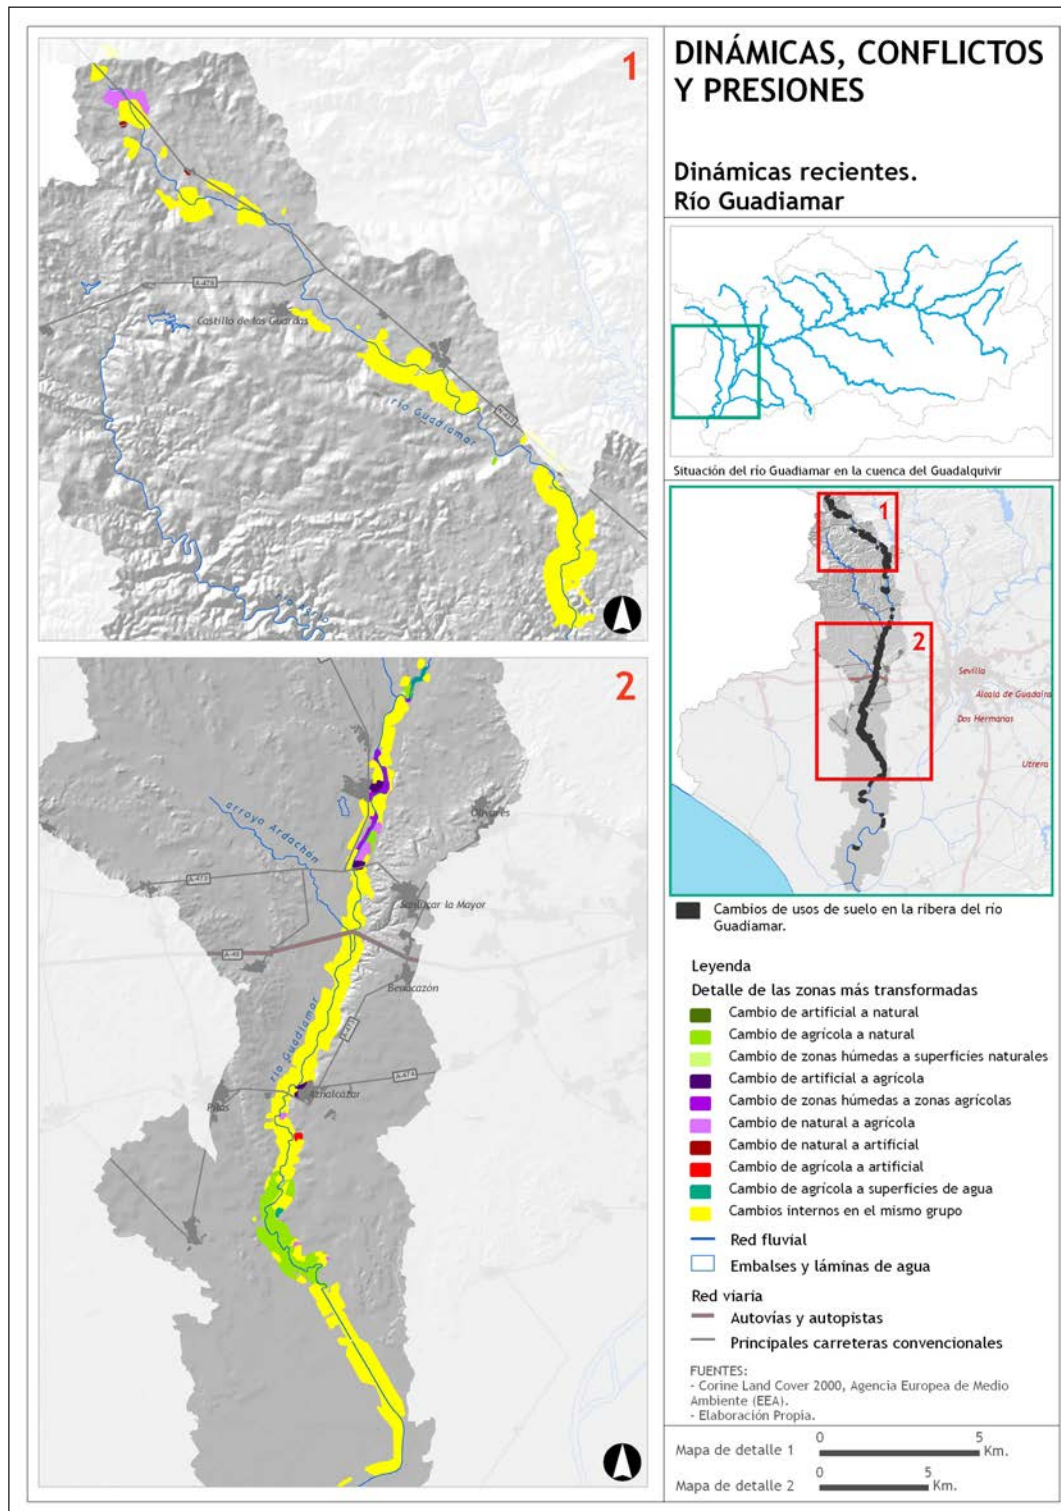 1
A-476
Castillo de las Guardas
río Guadiamar
2
arroyo Ardachón
Olivares
A-473
Sanlúcar la Mayor
A-49
Benacazón
río Guadiamar
A-473
A-474
Aznalcázar
Pilas
DINÁMICAS, CONFLICTOS
Y PRESIONES
Dinámicas recientes.
Río Guadiamar
Situación del río Guadiamar en la cuenca del Guadalquivir
1
2
Sevilla
Alcala de Guadaira
Dos Hermanas
Utrera
Cambios de usos de suelo en la ribera del río
Guadiamar.
Leyenda
Detalle de las zonas más transformadas
Cambio de artificial a natural
Cambio de agrícola a natural
Cambio de zonas húmedas a superficies naturales
Cambio de artificial a agrícola
Cambio de zonas húmedas a zonas agrícolas
Cambio de natural a agrícola
Cambio de natural a artificial
Cambio de agrícola a artificial
Cambio de agrícola a superficies de agua
Cambios internos en el mismo grupo
Red fluvial
Embalses y láminas de agua
Red viaria
Autovías y autopistas
Principales carreteras convencionales
FUENTES:
- Corine Land Cover 2000, Agencia Europea de Medio
Ambiente (EEA).
- Elaboración Propia.
Mapa de detalle 1
0 5
Km.
Mapa de detalle 2
0 5
Km.